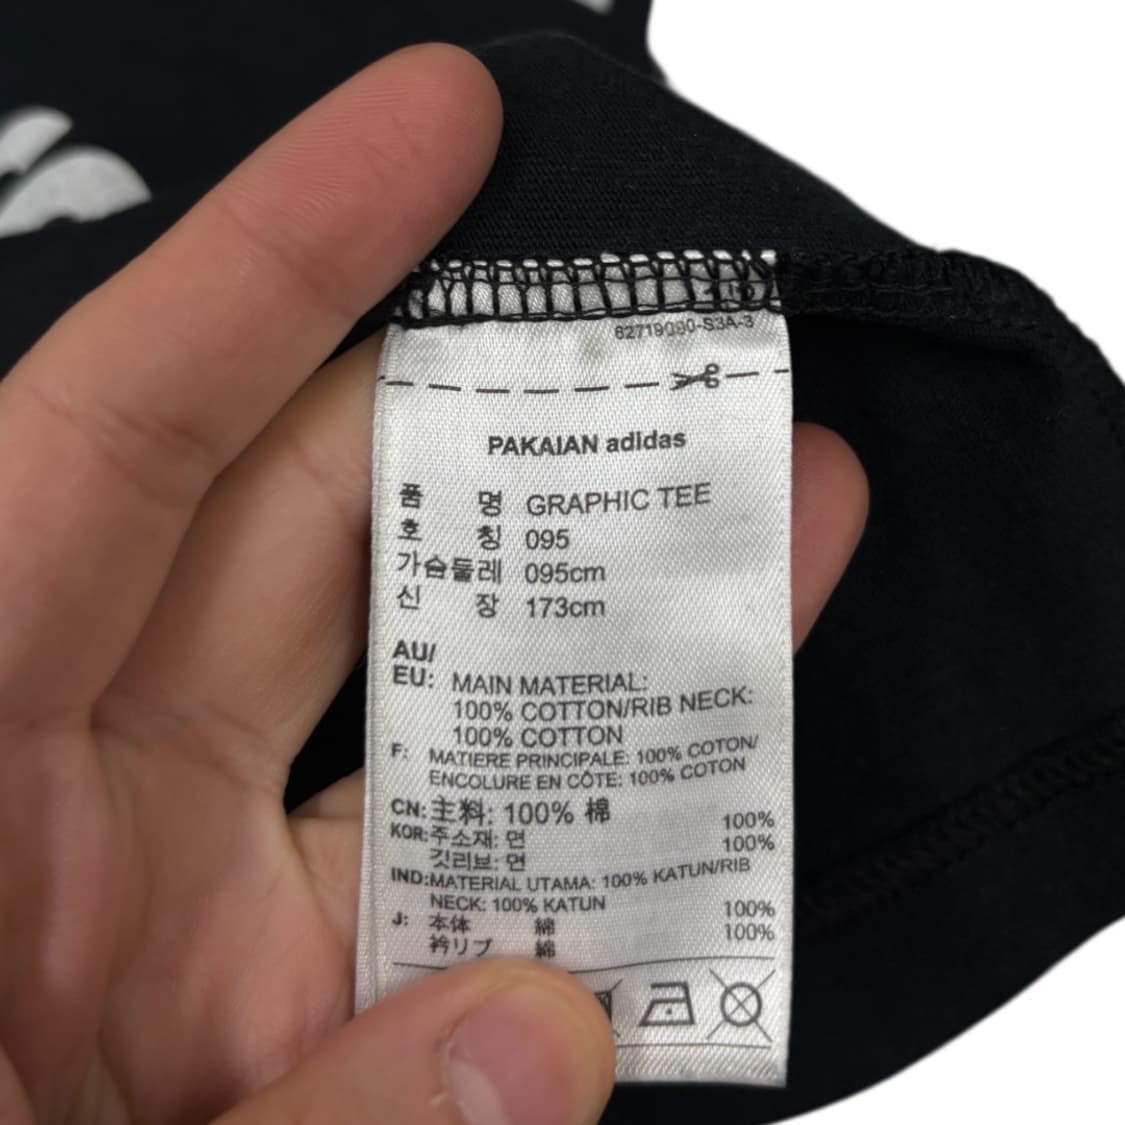 62719090-S3A-3
PAKAIAN adidas
품 명 GRAPHIC TEE
호 칭 095
가슴둘레 095cm
신 장 173cm
AU/
EU: MAIN MATERIAL:
100% COTTON/RIB NECK:
100% COTTON
F: MATIERE PRINCIPALE: 100% COTON/
ENCOLURE EN CÔTE: 100% COTON
CN: 主料: 100% 棉
KOR: 주소재: 면 100%
깃리브: 면 100%
IND: MATERIAL UTAMA: 100% KATUN/RIB
NECK: 100% KATUN
J: 本体 綿 100%
衿リブ 綿 100%